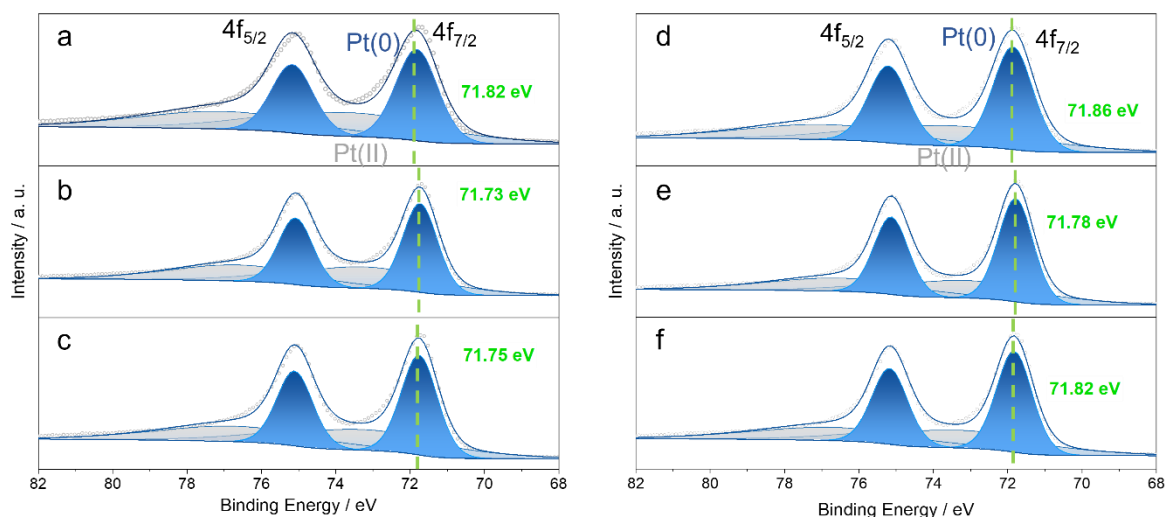 a
4f5/2
Pt(0)
4f7/2
71.82 eV
Pt(II)
b
71.73 eV
c
71.75 eV
82 80 78 76 74 72 70 68
Binding Energy / eV
Intensity / a. u.
d
4f5/2
Pt(0)
4f7/2
71.86 eV
Pt(II)
e
71.78 eV
f
71.82 eV
82 80 78 76 74 72 70 68
Binding Energy / eV
Intensity / a. u.